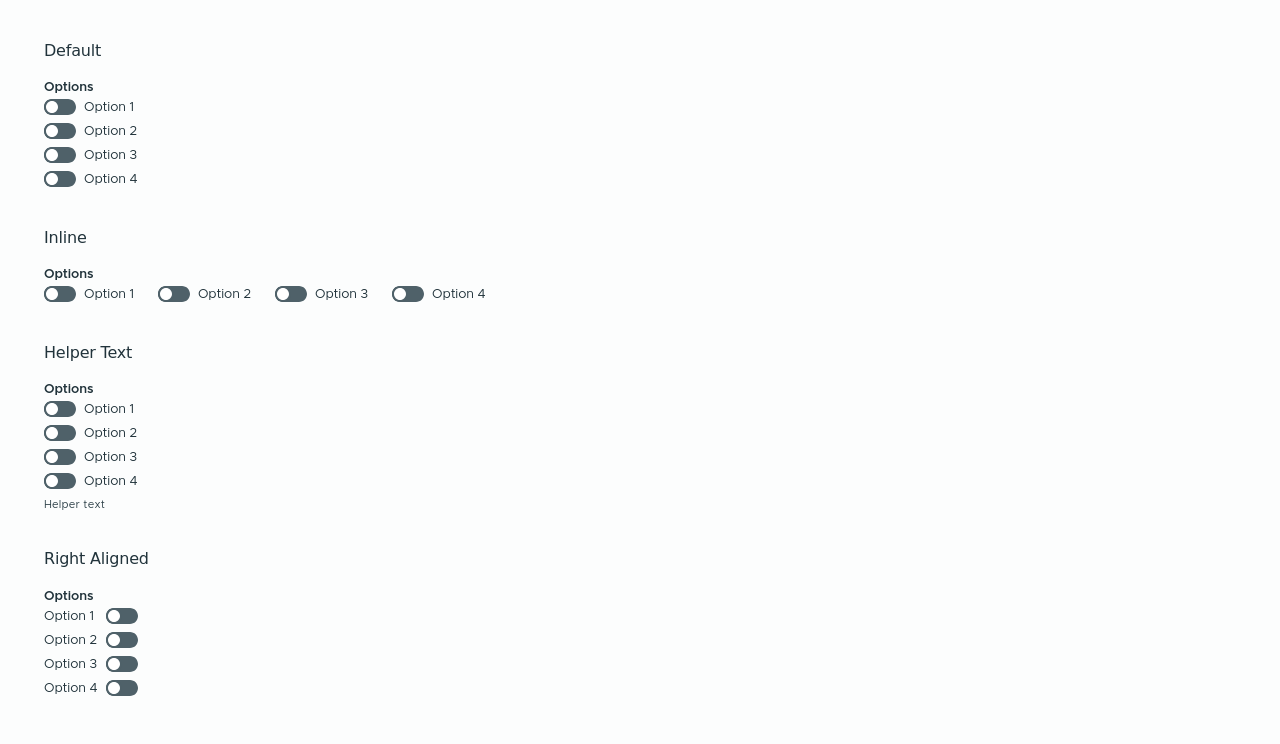 Default
Options
Option 1
Option 2
Option 3
Option 4
Inline
Options
Option 1 Option 2 Option 3 Option 4
Helper Text
Options
Option 1
Option 2
Option 3
Option 4
Helper text
Right Aligned
Options
Option 1
Option 2
Option 3
Option 4